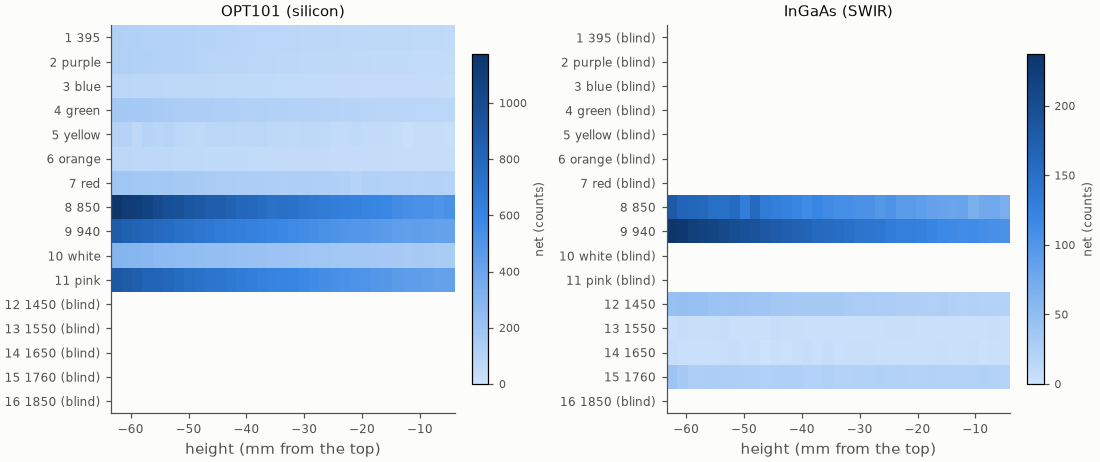 OPT101 (silicon)
1 395
2 purple
3 blue
4 green
5 yellow
6 orange
7 red
8 850
9 940
10 white
11 pink
12 1450 (blind)
13 1550 (blind)
14 1650 (blind)
15 1760 (blind)
16 1850 (blind)
−60 −50 −40 −30 −20 −10
height (mm from the top)
1000
800
600
400
200
0
net (counts)
InGaAs (SWIR)
1 395 (blind)
2 purple (blind)
3 blue (blind)
4 green (blind)
5 yellow (blind)
6 orange (blind)
7 red (blind)
8 850
9 940
10 white (blind)
11 pink (blind)
12 1450
13 1550
14 1650
15 1760
16 1850 (blind)
−60 −50 −40 −30 −20 −10
height (mm from the top)
200
150
100
50
0
net (counts)